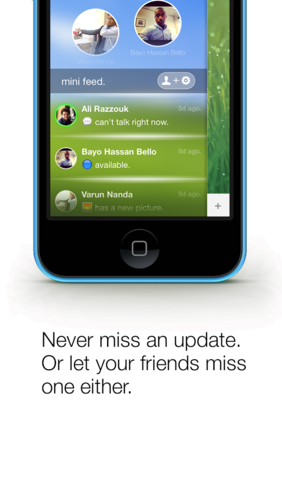 Bayo Hassan Bello
mini feed.
+
Ali Razzouk 5d ago.
can't talk right now.
Bayo Hassan Bello 5d ago.
available.
Varun Nanda 5d ago.
has a new picture.
+
Never miss an update.
Or let your friends miss
one either.